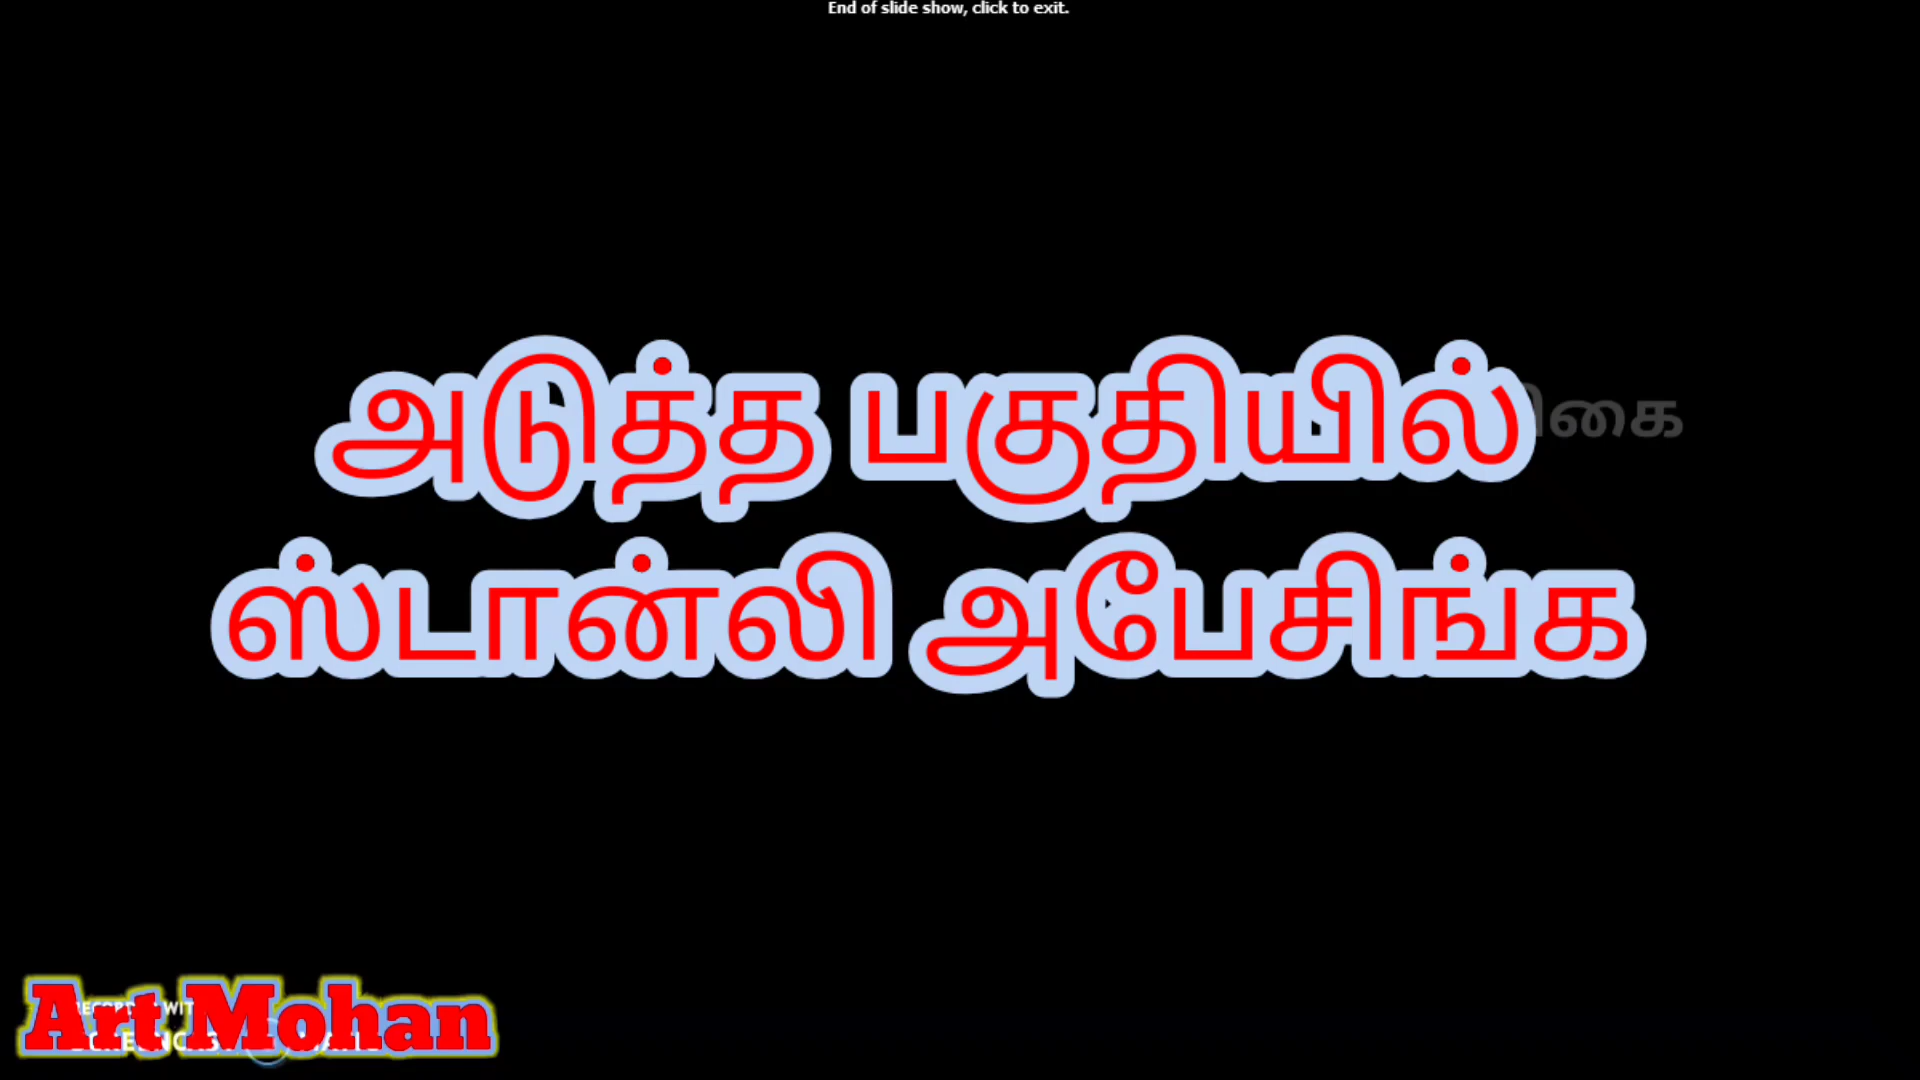 End of slide show, click to exit.
அடுத்த பகுதியில்
ஸ்டான்லி அபேசிங்க
Art Mohan